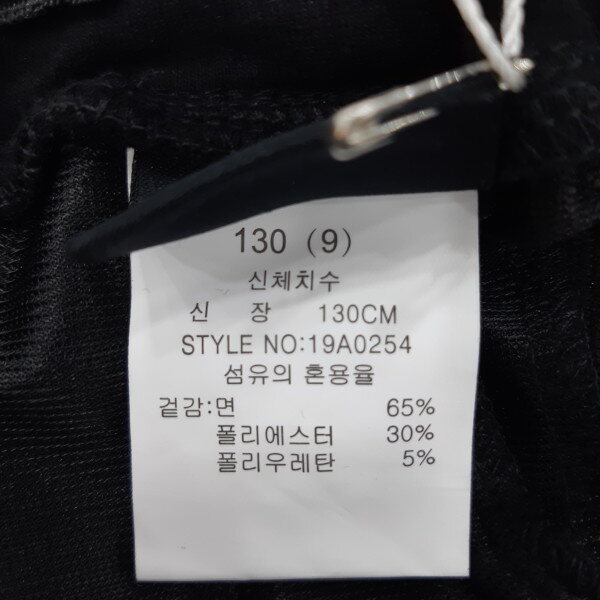 130 (9)
신체치수
신 장 130CM
STYLE NO:19A0254
섬유의 혼용율
겉감:면 65%
폴리에스터 30%
폴리우레탄 5%